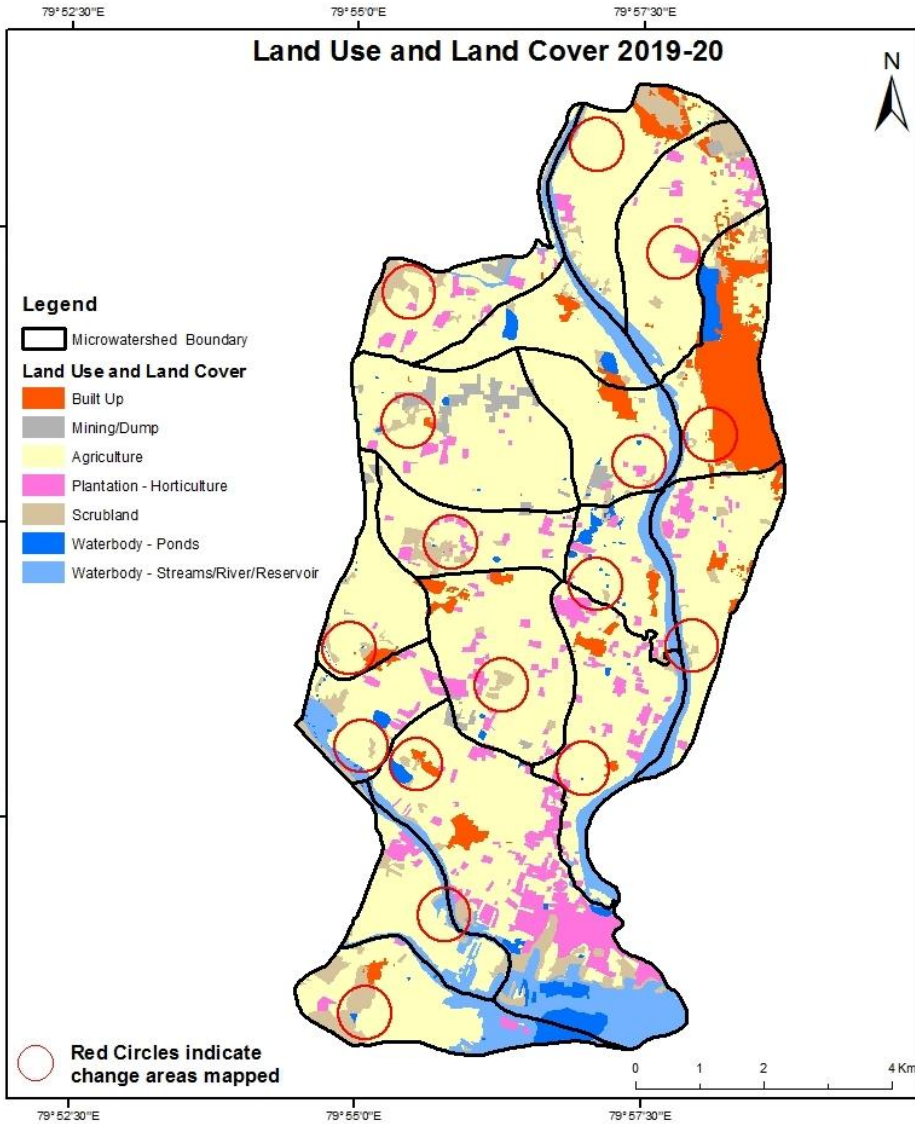 79°52'30"E
79°55'0"E
79°57'30"E
Land Use and Land Cover 2019-20
N
Legend
Microwatershed Boundary
Land Use and Land Cover
Built Up
Mining/Dump
Agriculture
Plantation - Horticulture
Scrubland
Waterbody - Ponds
Waterbody - Streams/River/Reservoir
Red Circles indicate
change areas mapped
0 1 2 4 Km
79°52'30"E
79°55'0"E
79°57'30"E